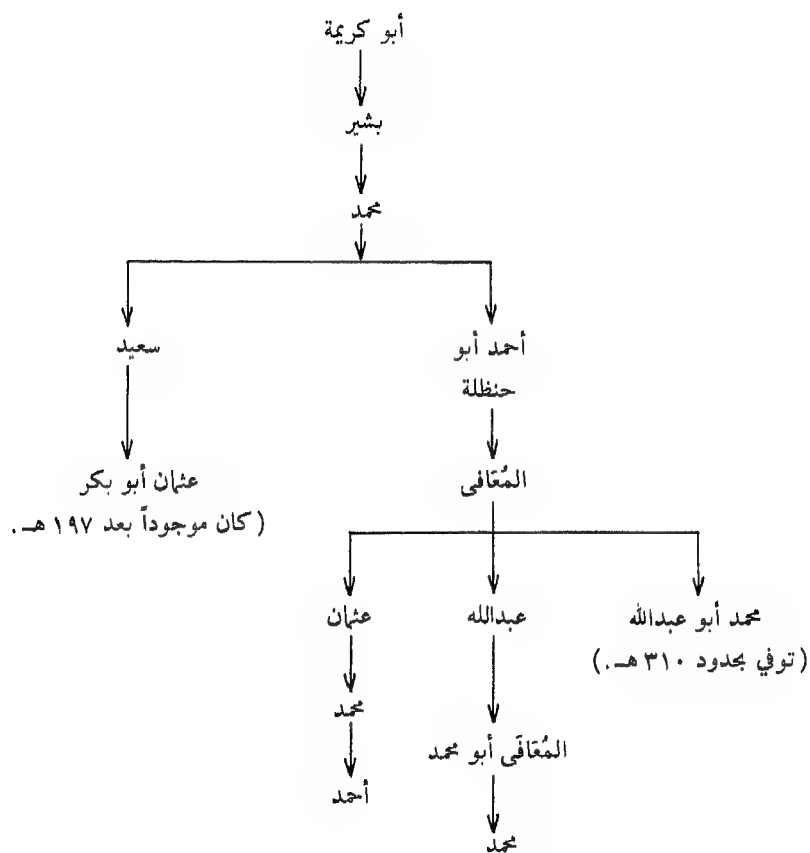 أبو كريمة
بشير
محمد
أحمد أبو
حنظلة
سعيد
المُعَافى
عثمان أبو بكر
(كان موجوداً بعد ١٩٧ هـ.
محمد أبو عبدالله
(توفي بحدود ٣١٠ هـ.)
عبدالله
عثمان
محمد
المُعَافَى أبو محمد
أحمد
محمد